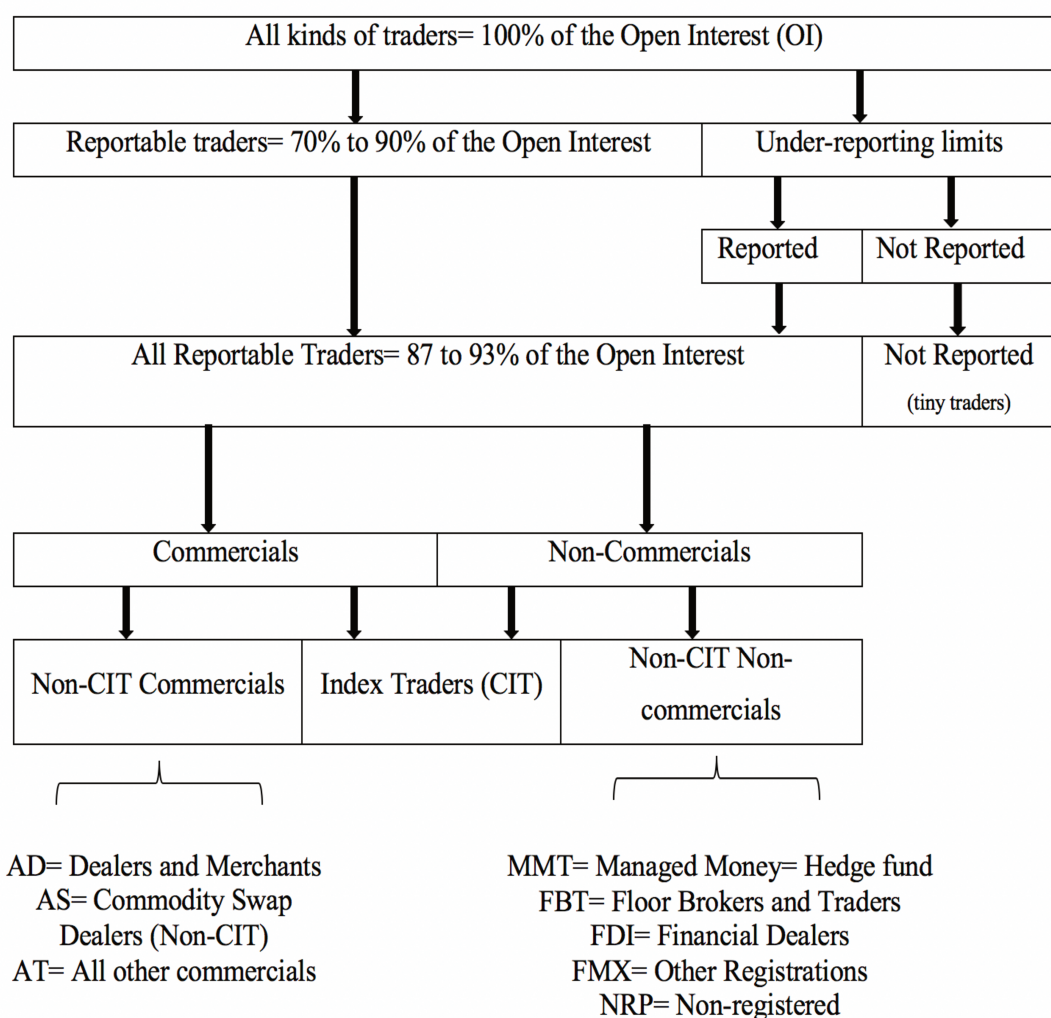 All kinds of traders= 100% of the Open Interest (OI)
Reportable traders= 70% to 90% of the Open Interest
Under-reporting limits
Reported
Not Reported
All Reportable Traders= 87 to 93% of the Open Interest
Not Reported
(tiny traders)
Commercials
Non-Commercials
Non-CIT Commercials
Index Traders (CIT)
Non-CIT Non-
commercials
AD= Dealers and Merchants
AS= Commodity Swap
Dealers (Non-CIT)
AT= All other commercials
MMT= Managed Money= Hedge fund
FBT= Floor Brokers and Traders
FDI= Financial Dealers
FMX= Other Registrations
NRP= Non-registered